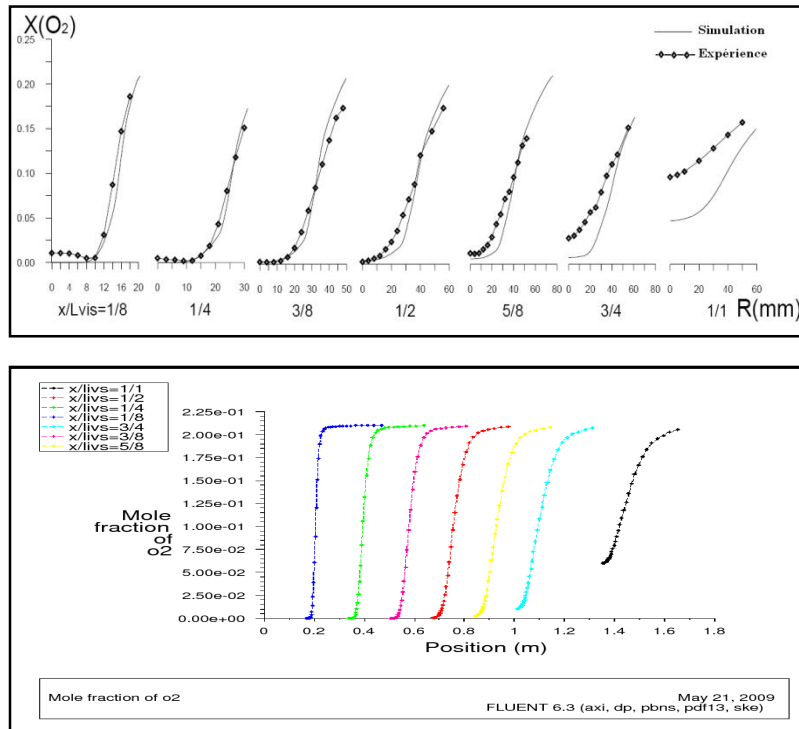 X(O₂)
Simulation
Expérience
0.25
0.20
0.15
0.10
0.05
0.00
0 2 4 8 12 16 20
0 10 20 30
0 10 20 30 40 50
0 20 40 60
0 20 40 60 80
0 20 40 60 80
0 20 40 60
x/Lvis=1/8 1/4 3/8 1/2 5/8 3/4 1/1 R(mm)
x/livs=1/1
x/livs=1/2
x/livs=1/4
x/livs=1/8
x/livs=3/4
x/livs=3/8
x/livs=5/8
2.25e-01
2.00e-01
1.75e-01
1.50e-01
1.25e-01
1.00e-01
7.50e-02
5.00e-02
2.50e-02
0.00e+00
Mole
fraction
of
o2
0 0.2 0.4 0.6 0.8 1 1.2 1.4 1.6 1.8
Position (m)
Mole fraction of o2
May 21, 2009
FLUENT 6.3 (axi, dp, pbns, pdf13, ske)